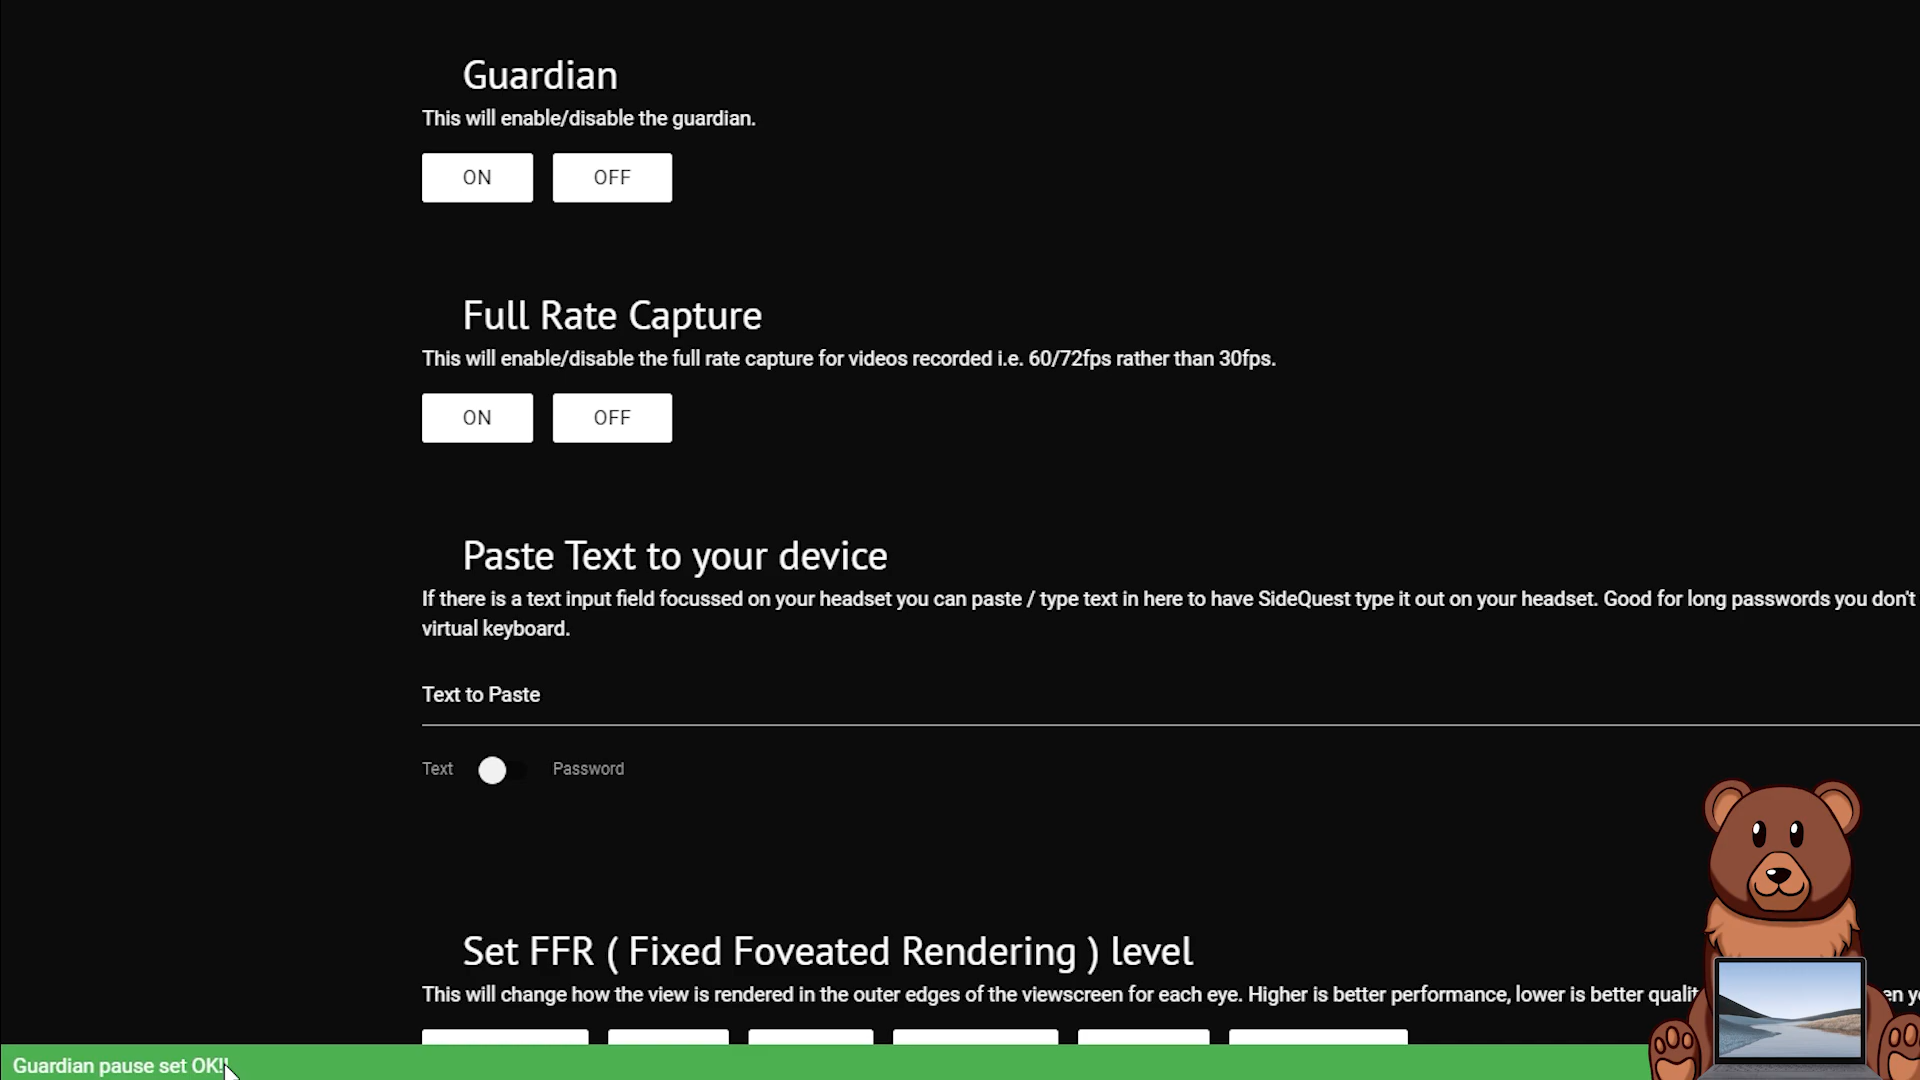 Guardian
This will enable/disable the guardian.
ON OFF
Full Rate Capture
This will enable/disable the full rate capture for videos recorded i.e. 60/72fps rather than 30fps.
ON OFF
Paste Text to your device
If there is a text input field focussed on your headset you can paste / type text in here to have SideQuest type it out on your headset. Good for long passwords you don't
virtual keyboard.
Text to Paste
Text Password
Set FFR ( Fixed Foveated Rendering ) level
This will change how the view is rendered in the outer edges of the viewscreen for each eye. Higher is better performance, lower is better
Guardian pause set OK!!